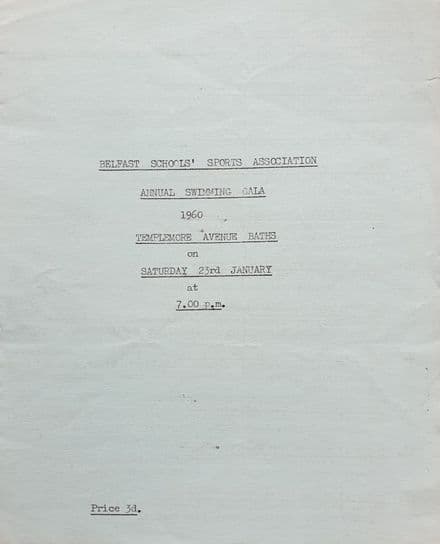 BELFAST SCHOOLS' SPORTS ASSOCIATION
ANNUAL SWIMMING GALA
1960
TEMPLEMORE AVENUE BATHS
on
SATURDAY 23rd JANUARY
at
7.00 p.m.
Price 3d.